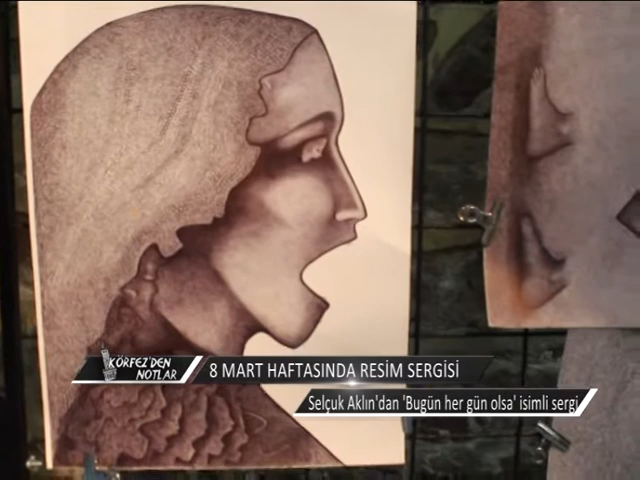 KÖRFEZ'DEN
NOTLAR
8 MART HAFTASINDA RESİM SERGİSİ
Selçuk Aklın'dan 'Bugün her gün olsa' isimli sergi